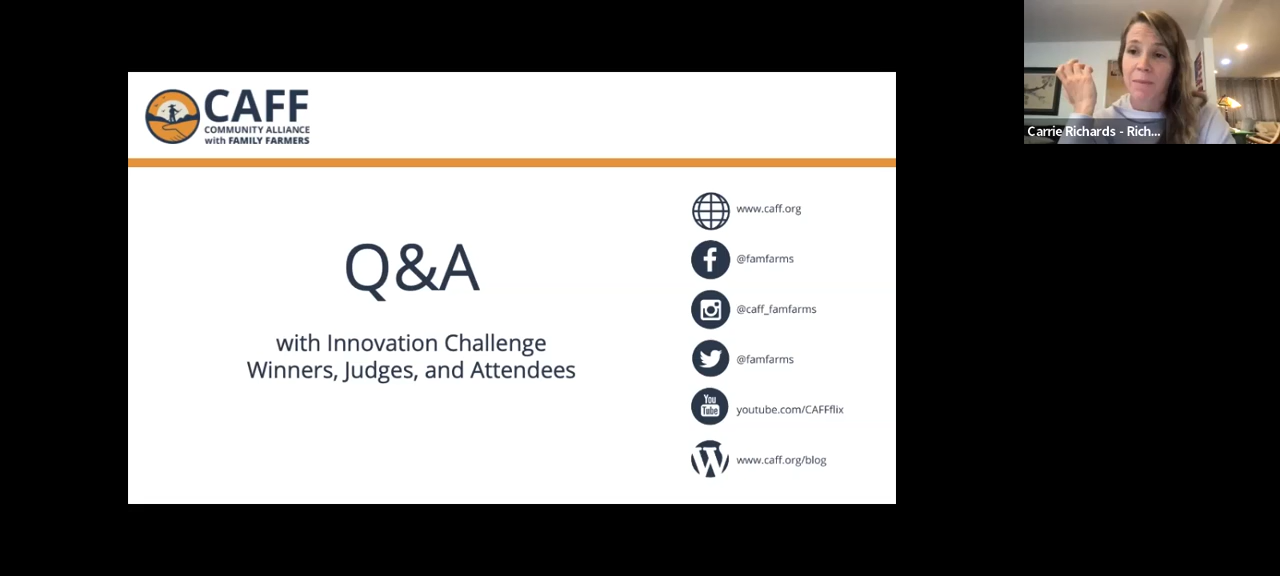 CAFF
COMMUNITY ALLIANCE
with FAMILY FARMERS
Q&A
with Innovation Challenge
Winners, Judges, and Attendees
www.caff.org
@famfarms
@caff_famfarms
@famfarms
You
Tube
youtube.com/CAFFflix
www.caff.org/blog
Carrie Richards - Rich...